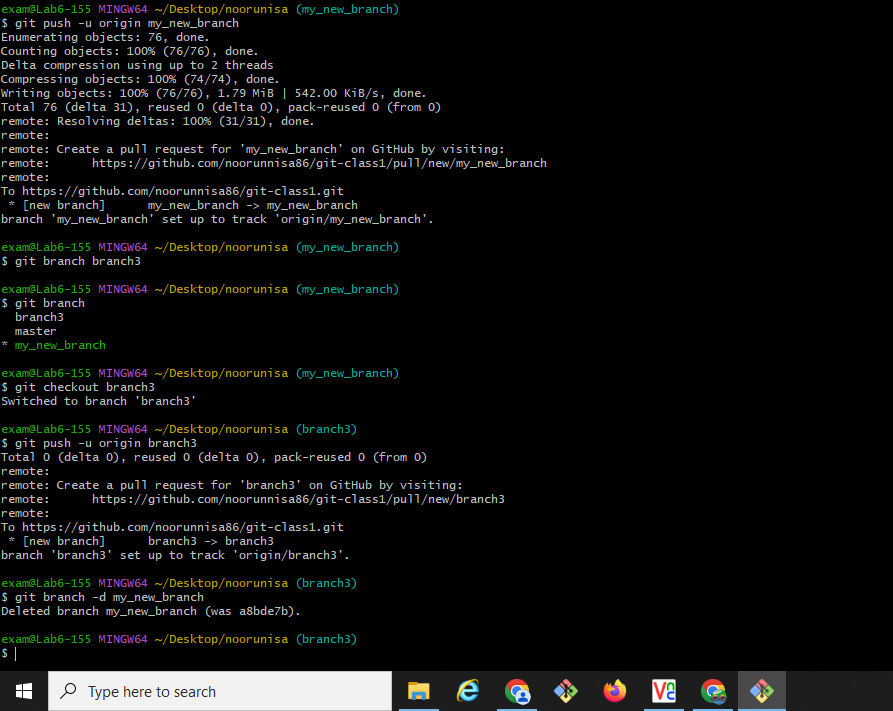 exam@Lab6-155 MINGW64 ~/Desktop/noorunisa (my_new_branch)
$ git push -u origin my_new_branch
Enumerating objects: 76, done.
Counting objects: 100% (76/76), done.
Delta compression using up to 2 threads
Compressing objects: 100% (74/74), done.
Writing objects: 100% (76/76), 1.79 MiB | 542.00 KiB/s, done.
Total 76 (delta 31), reused 0 (delta 0), pack-reused 0 (from 0)
remote: Resolving deltas: 100% (31/31), done.
remote:
remote: Create a pull request for 'my_new_branch' on GitHub by visiting:
remote:      https://github.com/noorunnisa86/git-class1/pull/new/my_new_branch
remote:
To https://github.com/noorunnisa86/git-class1.git
 * [new branch]      my_new_branch -> my_new_branch
branch 'my_new_branch' set up to track 'origin/my_new_branch'.
exam@Lab6-155 MINGW64 ~/Desktop/noorunisa (my_new_branch)
$ git branch branch3
exam@Lab6-155 MINGW64 ~/Desktop/noorunisa (my_new_branch)
$ git branch
  branch3
  master
* my_new_branch
exam@Lab6-155 MINGW64 ~/Desktop/noorunisa (my_new_branch)
$ git checkout branch3
Switched to branch 'branch3'
exam@Lab6-155 MINGW64 ~/Desktop/noorunisa (branch3)
$ git push -u origin branch3
Total 0 (delta 0), reused 0 (delta 0), pack-reused 0 (from 0)
remote:
remote: Create a pull request for 'branch3' on GitHub by visiting:
remote:      https://github.com/noorunnisa86/git-class1/pull/new/branch3
remote:
To https://github.com/noorunnisa86/git-class1.git
 * [new branch]      branch3 -> branch3
branch 'branch3' set up to track 'origin/branch3'.
exam@Lab6-155 MINGW64 ~/Desktop/noorunisa (branch3)
$ git branch -d my_new_branch
Deleted branch my_new_branch (was a8bde7b).
exam@Lab6-155 MINGW64 ~/Desktop/noorunisa (branch3)
$
Type here to search
VNC